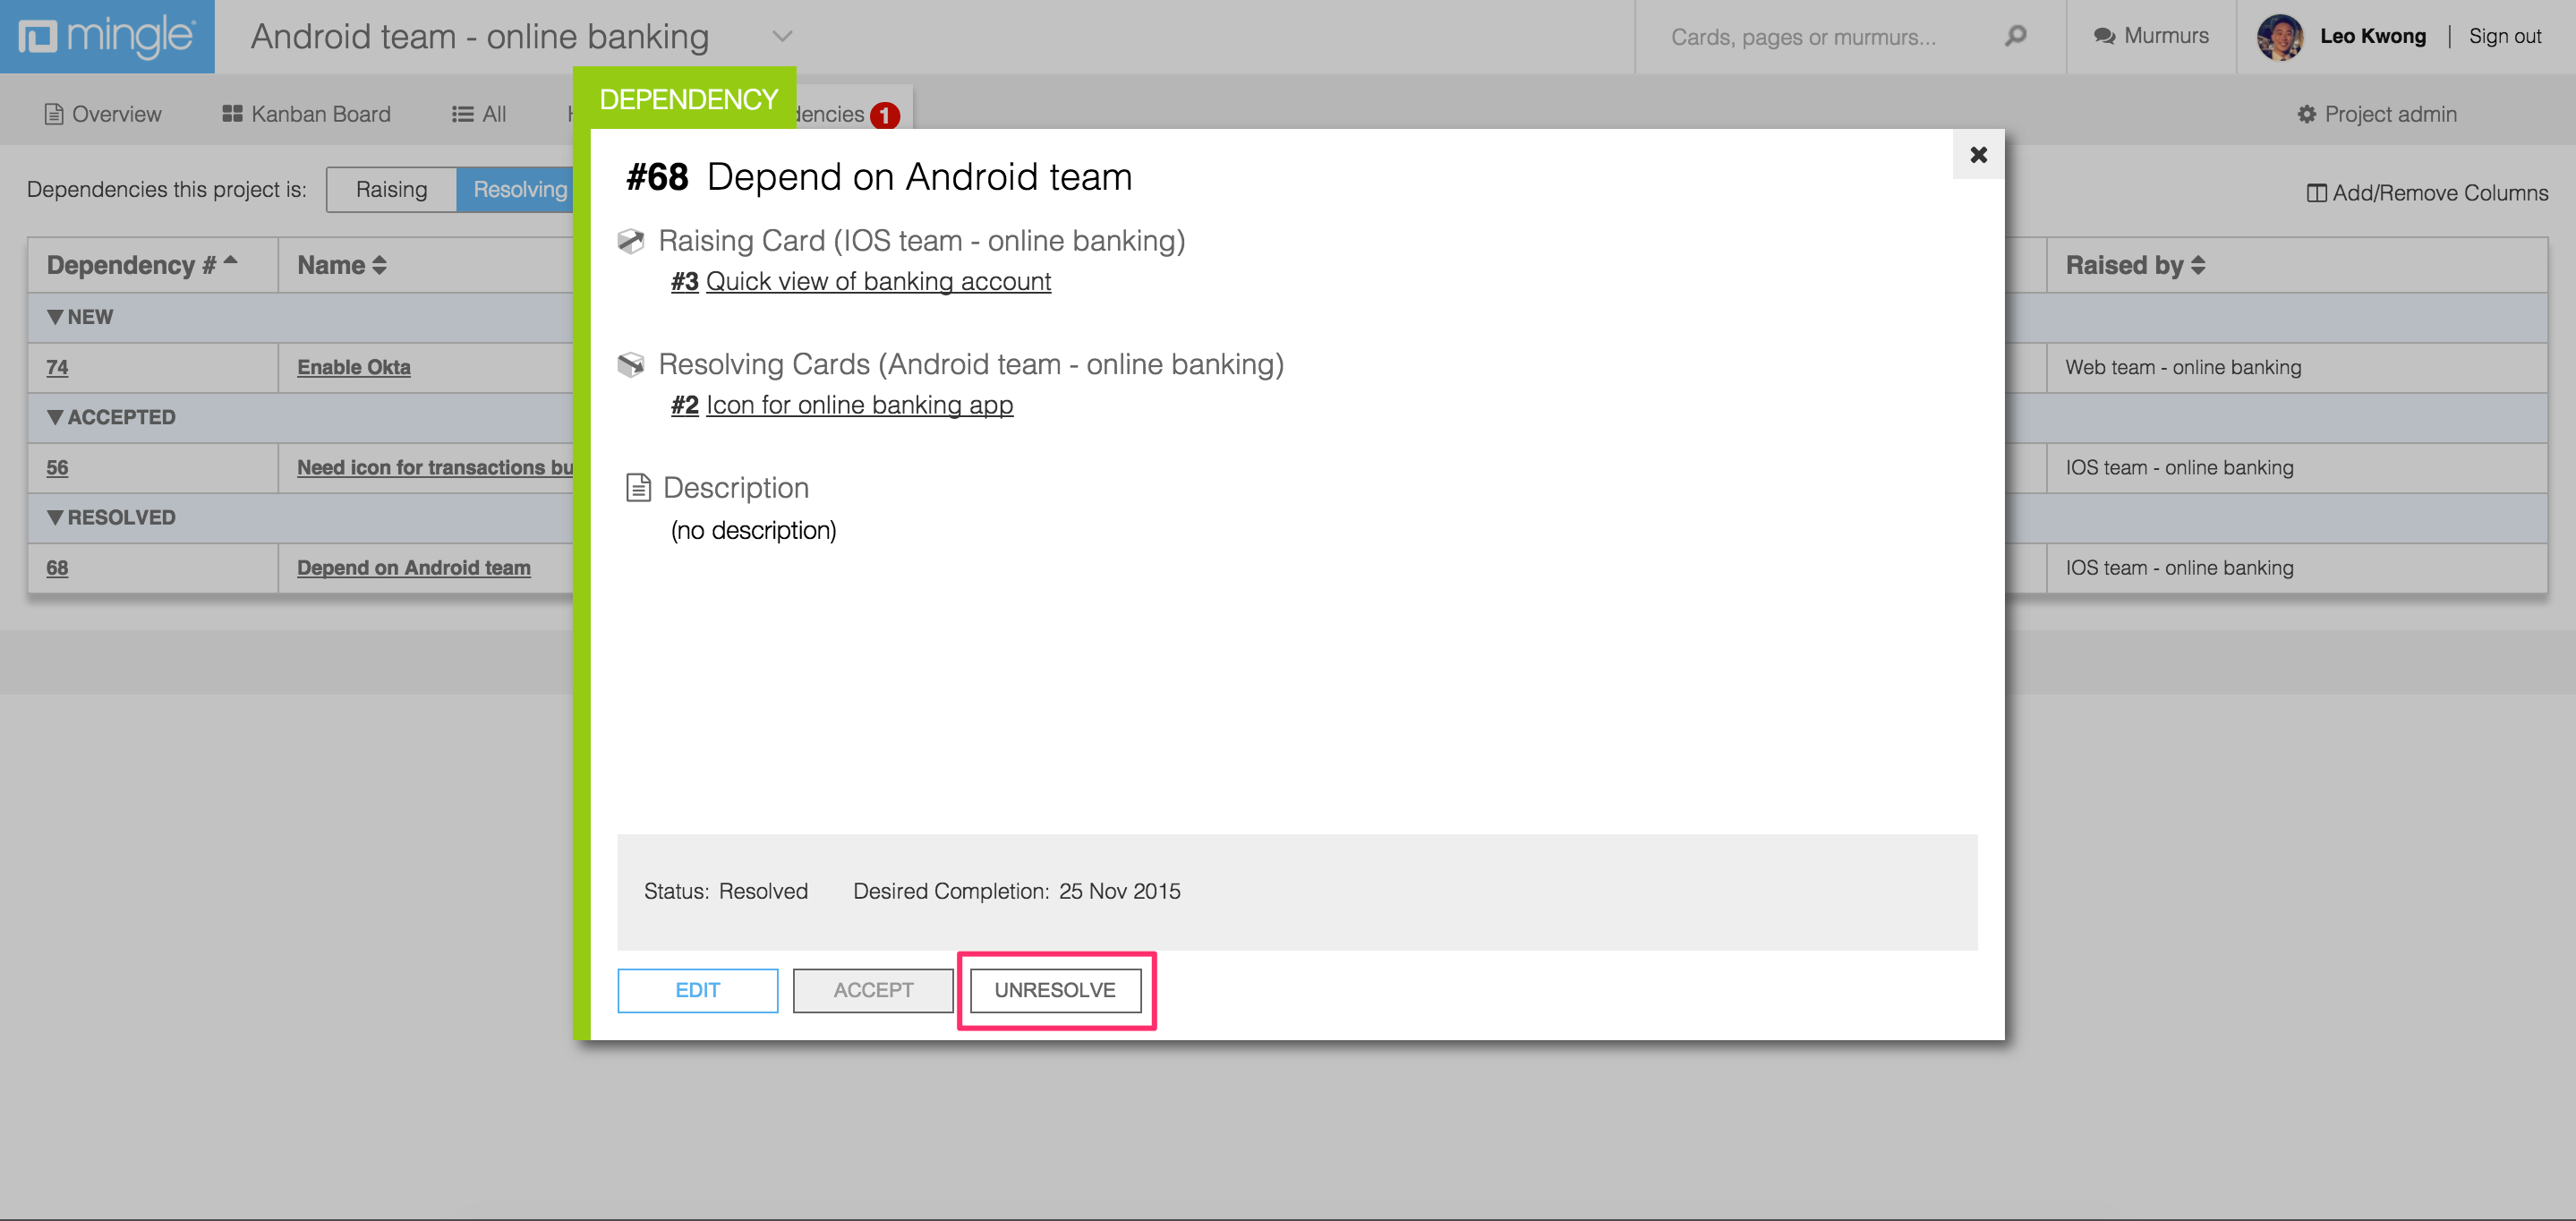 mingle
Android team - online banking
Cards, pages or murmurs...
Murmurs
Leo Kwong | Sign out
Overview
Kanban Board
All
DEPENDENCY
dencies 1
Project admin
Dependencies this project is:
Raising
Resolving
Add/Remove Columns
Dependency #
Name
Raised by
NEW
74
Enable Okta
Web team - online banking
ACCEPTED
56
Need icon for transactions bu
IOS team - online banking
RESOLVED
68
Depend on Android team
IOS team - online banking
#68 Depend on Android team
Raising Card (IOS team - online banking)
#3 Quick view of banking account
Resolving Cards (Android team - online banking)
#2 Icon for online banking app
Description
(no description)
Status: Resolved Desired Completion: 25 Nov 2015
EDIT
ACCEPT
UNRESOLVE